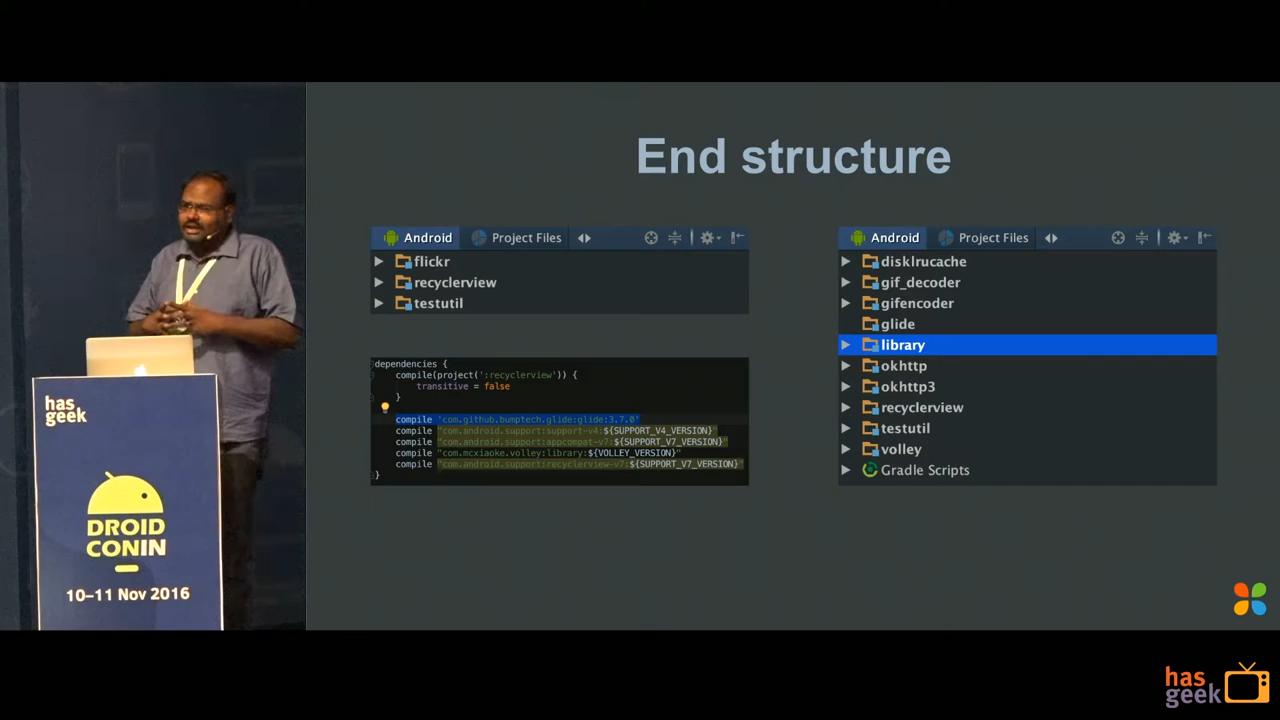 End structure
Android
Project Files
flickr
recyclerview
testutil
dependencies {
compile(project(':recyclerview')) {
transitive = false
}
compile 'com.github.bumptech.glide:glide:3.7.0'
compile "com.android.support:support-v4:${SUPPORT_V4_VERSION}"
compile "com.android.support:appcompat-v7:${SUPPORT_V7_VERSION}"
compile "com.mcxiaoke.volley:library:${VOLLEY_VERSION}"
compile "com.android.support:recyclerview-v7:${SUPPORT_V7_VERSION}"
}
Android
Project Files
disklrucache
gif_decoder
gifencoder
glide
library
okhttp
okhttp3
recyclerview
testutil
volley
Gradle Scripts
has
geek
DROID
CONIN
10–11 Nov 2016
has
geek